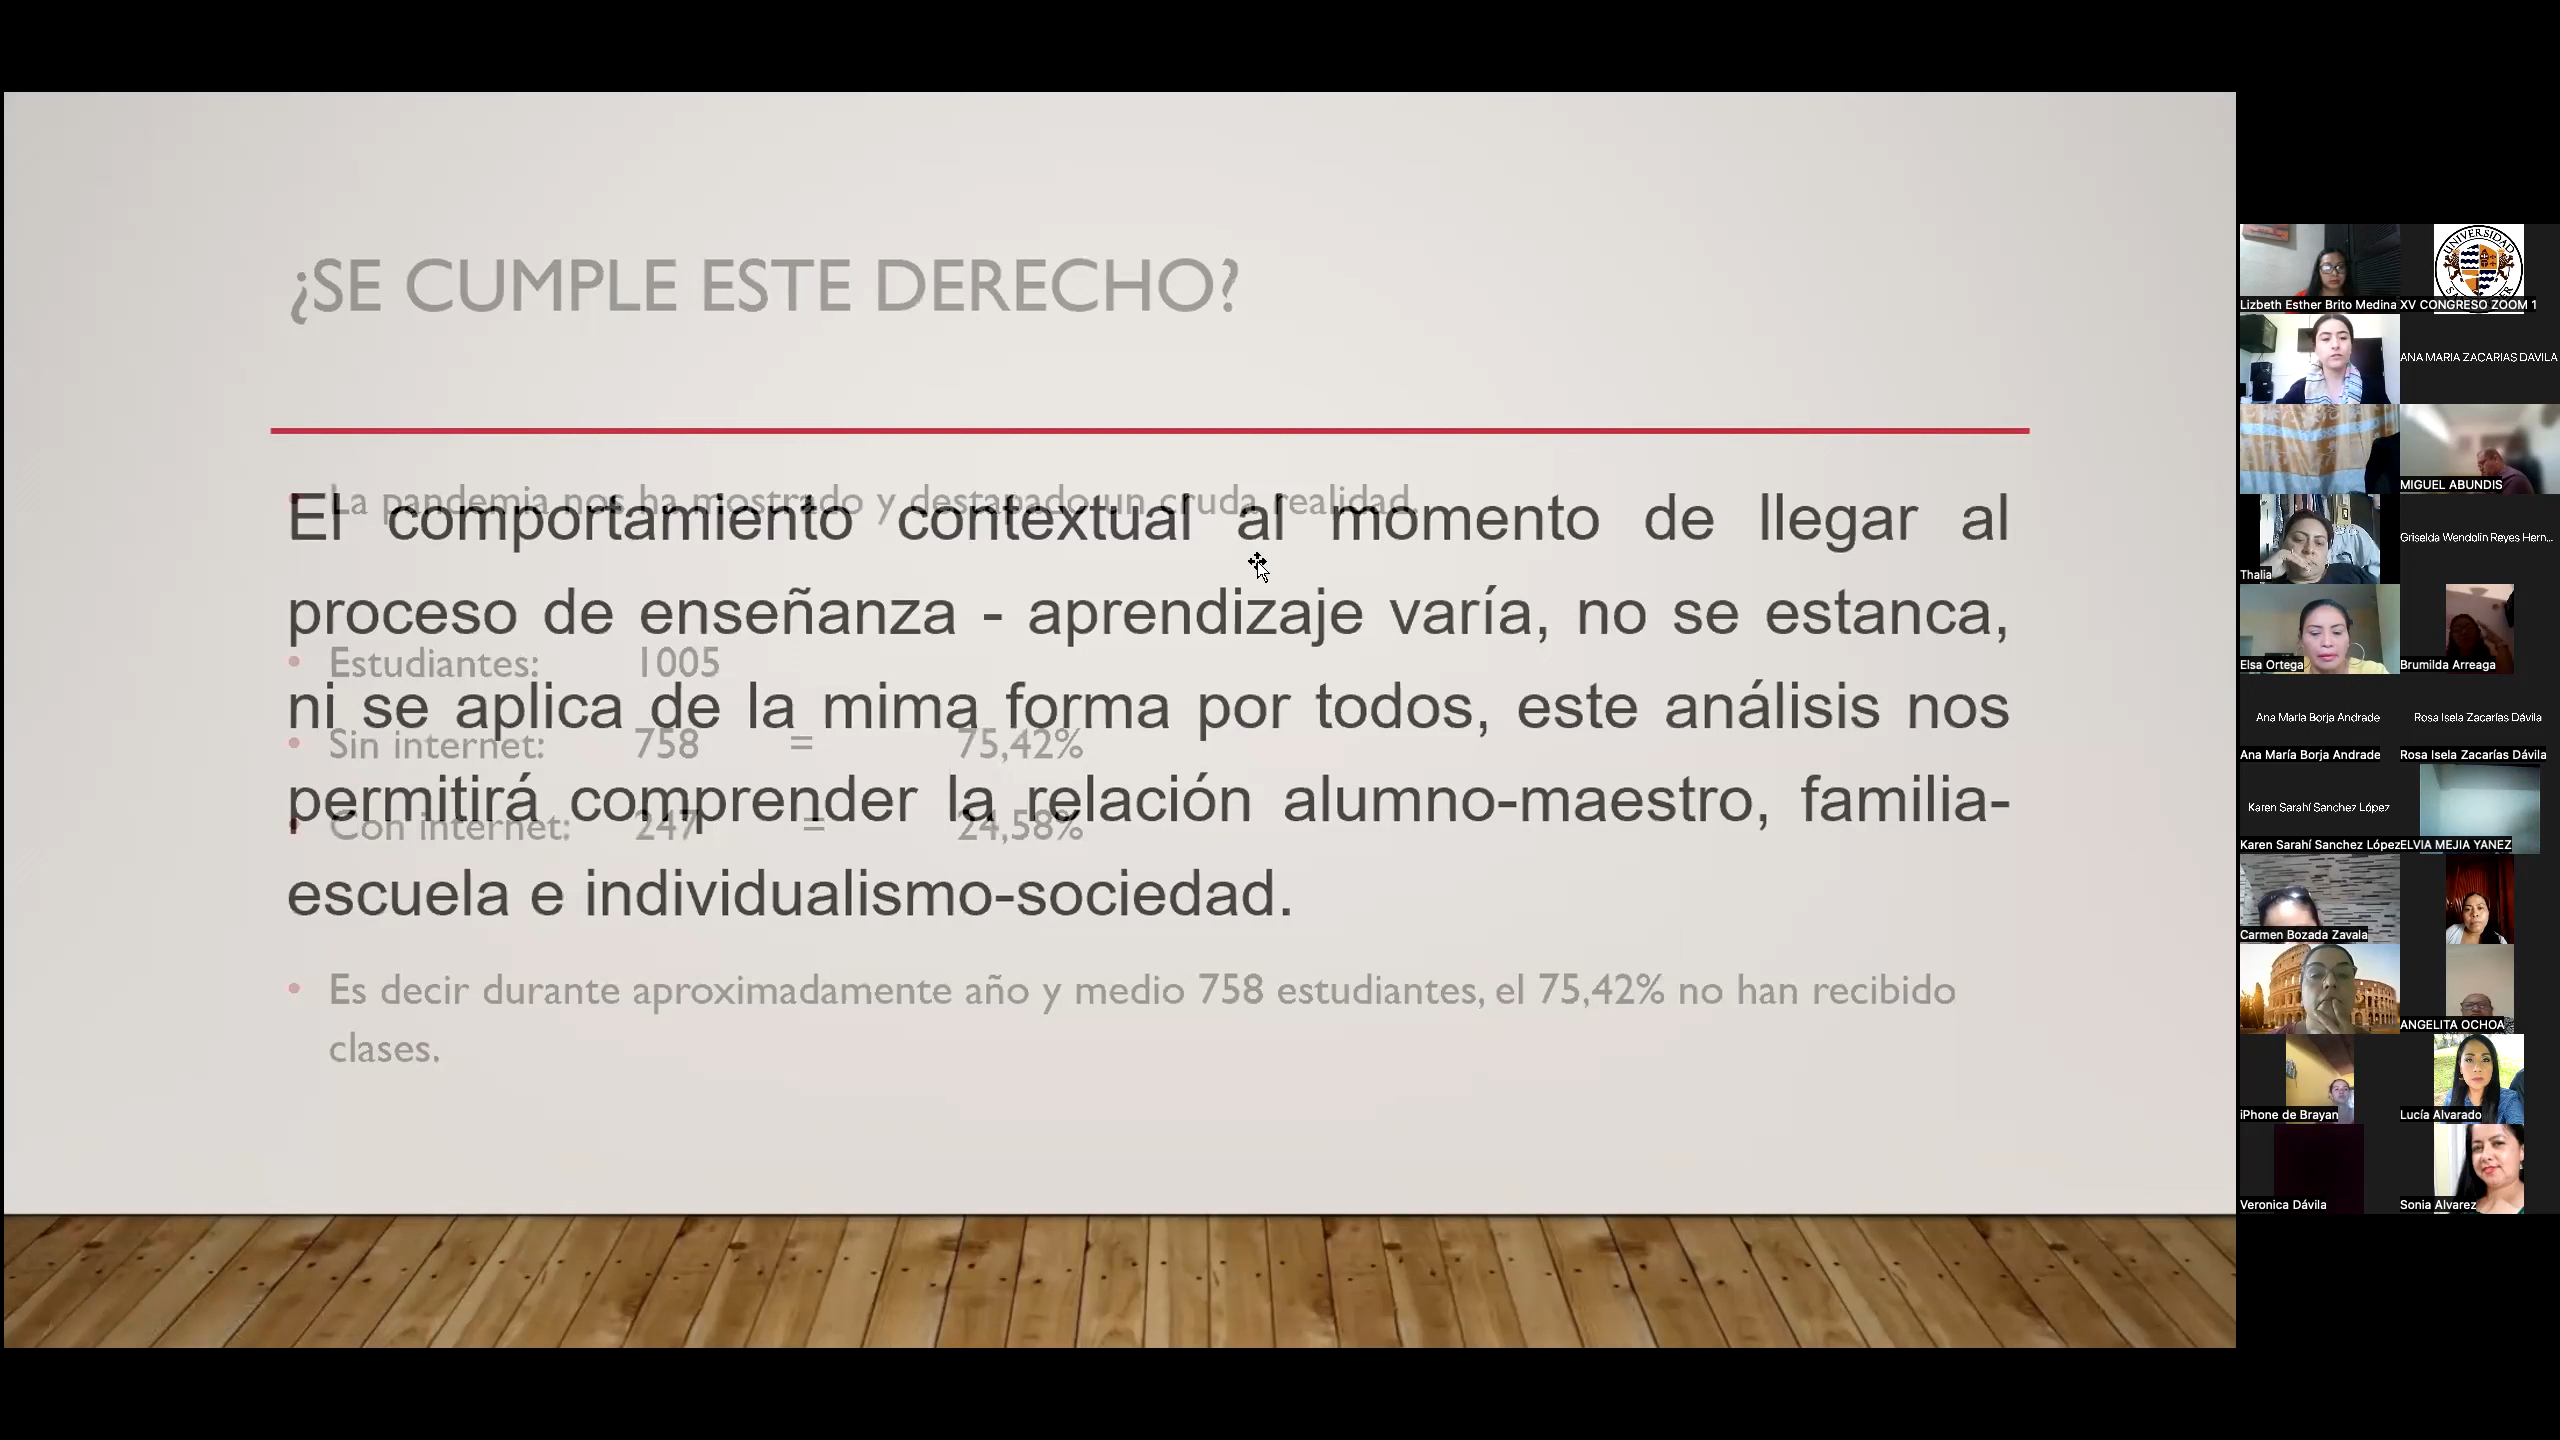 ¿SE CUMPLE ESTE DERECHO?
La pandemia nos ha mostrado y destapado un cruda realidad.
El comportamiento contextual al momento de llegar al
proceso de enseñanza - aprendizaje varía, no se estanca,
ni se aplica de la mima forma por todos, este análisis nos
permitirá comprender la relación alumno-maestro, familia-
escuela e individualismo-sociedad.
• Estudiantes: 1005
• Sin internet: 758 = 75,42%
• Con internet: 247 = 24,58%
• Es decir durante aproximadamente año y medio 758 estudiantes, el 75,42% no han recibido
clases.
Lizbeth Esther Brito Medina
UNIVERSIDAD
XV CONGRESO ZOOM 1
ANA MARIA ZACARIAS DAVILA
MIGUEL ABUNDIS
Thalia
Griselda Wendolin Reyes Hern...
Elsa Ortega
Brumilda Arreaga
Ana María Borja Andrade
Ana María Borja Andrade
Rosa Isela Zacarías Dávila
Rosa Isela Zacarías Dávila
Karen Sarahí Sanchez López
Karen Sarahí Sanchez López
ELVIA MEJIA YANEZ
Carmen Bozada Zavala
ANGELITA OCHOA
iPhone de Brayan
Lucía Alvarado
Veronica Dávila
Sonia Alvarez